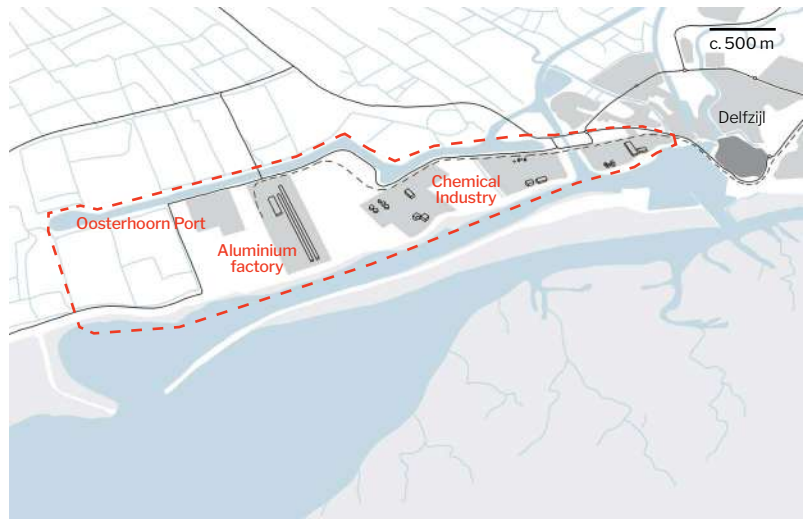 c. 500 m
Delfzijl
Chemical
Industry
Oosterhoorn Port
Aluminium
factory